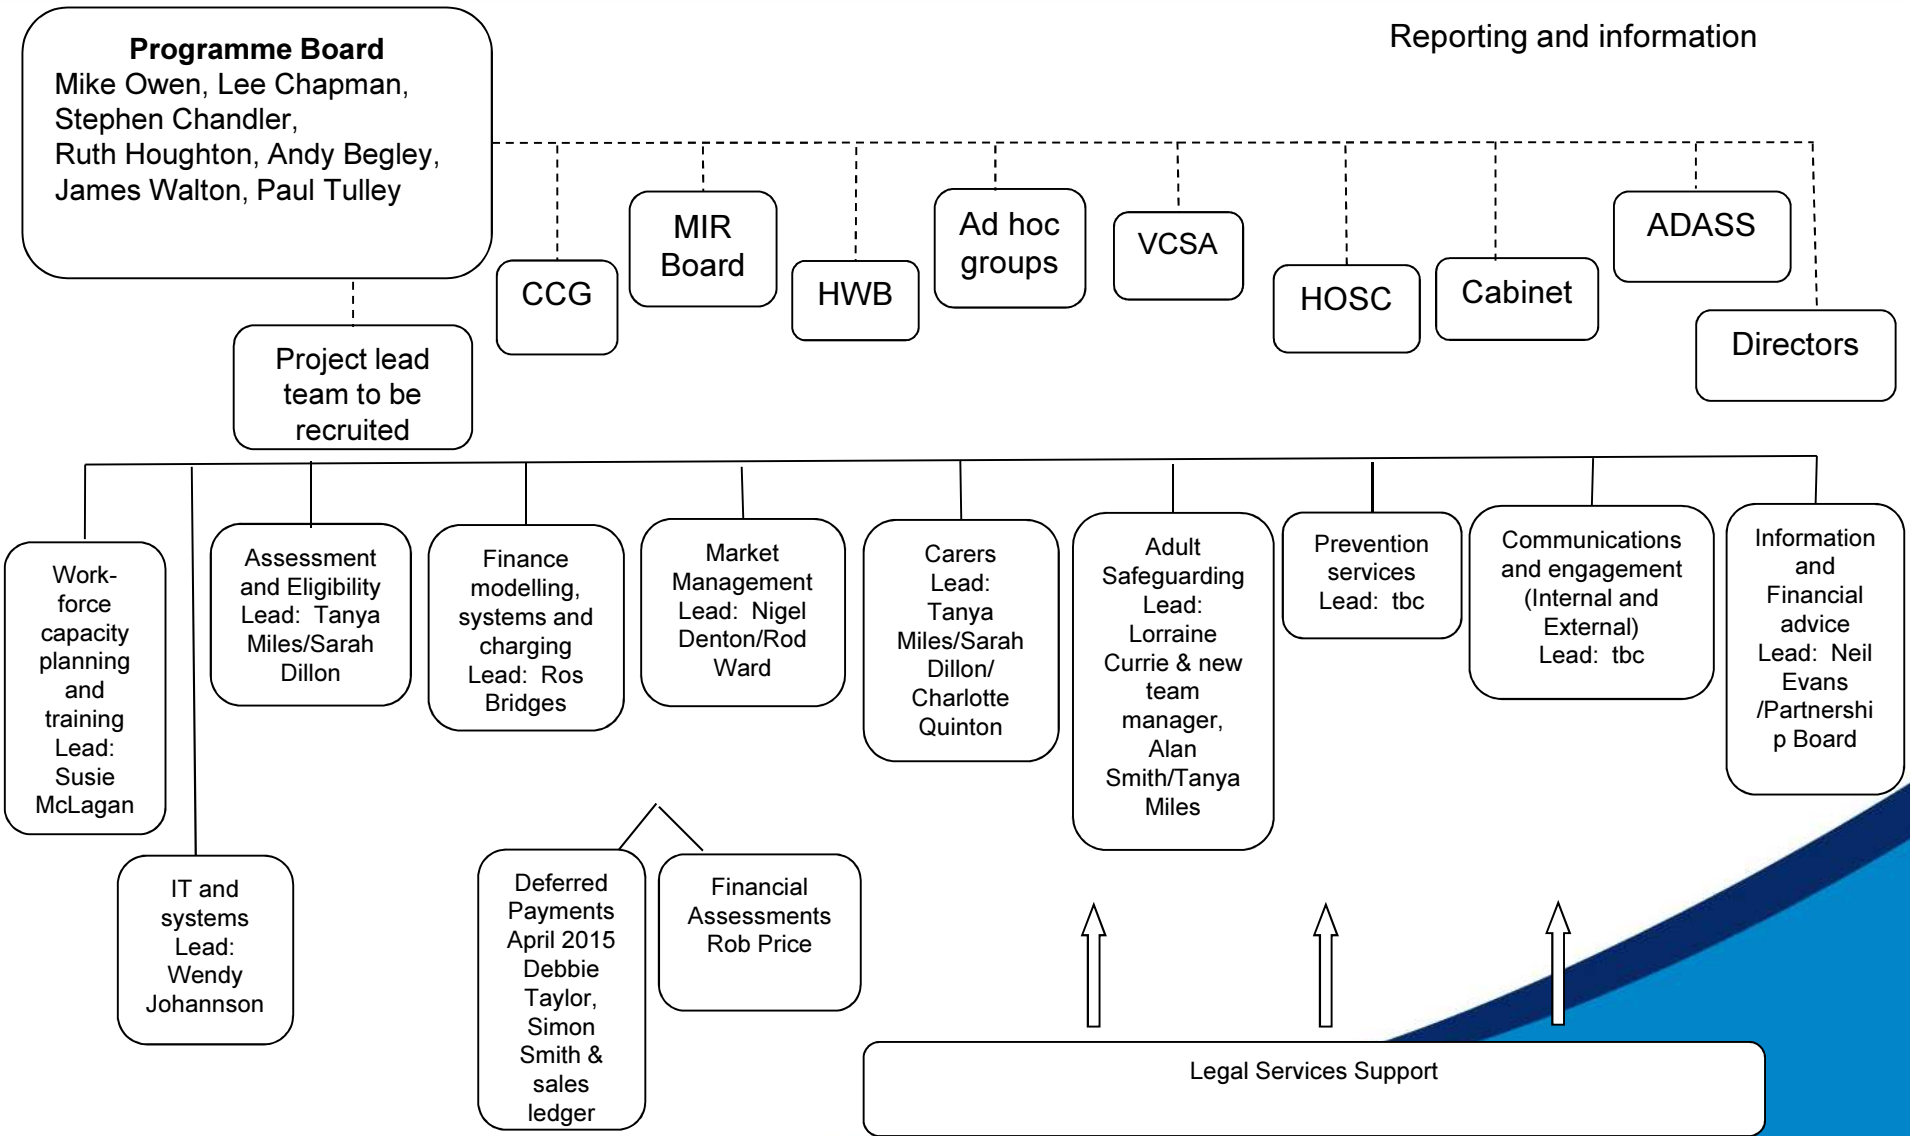 Programme Board
Mike Owen, Lee Chapman,
Stephen Chandler,
Ruth Houghton, Andy Begley,
James Walton, Paul Tulley
Reporting and information
CCG
MIR
Board
HWB
Ad hoc
groups
VCSA
HOSC
Cabinet
ADASS
Directors
Project lead
team to be
recruited
Work-
force
capacity
planning
and
training
Lead:
Susie
McLagan
IT and
systems
Lead:
Wendy
Johannson
Assessment
and Eligibility
Lead: Tanya
Miles/Sarah
Dillon
Finance
modelling,
systems and
charging
Lead: Ros
Bridges
Market
Management
Lead: Nigel
Denton/Rod
Ward
Carers
Lead:
Tanya
Miles/Sarah
Dillon/
Charlotte
Quinton
Adult
Safeguarding
Lead:
Lorraine
Currie & new
team
manager,
Alan
Smith/Tanya
Miles
Prevention
services
Lead: tbc
Communications
and engagement
(Internal and
External)
Lead: tbc
Information
and
Financial
advice
Lead: Neil
Evans
/Partnershi
p Board
Deferred
Payments
April 2015
Debbie
Taylor,
Simon
Smith &
sales
ledger
Financial
Assessments
Rob Price
Legal Services Support